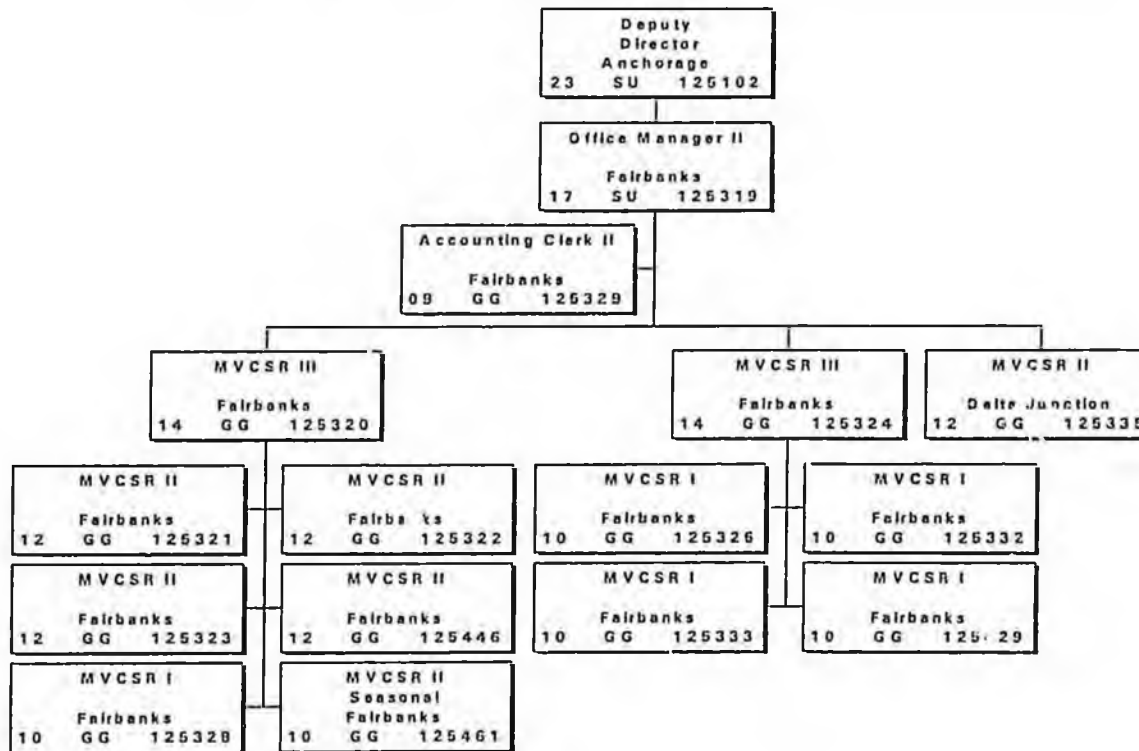 Deputy
Director
Anchorage
23 SU 125102
Office Manager II
Fairbanks
17 SU 125319
Accounting Clerk II
Fairbanks
09 GG 125329
MVCSR III
Fairbanks
14 GG 125320
MVCSR III
Fairbanks
14 GG 125324
MVCSR II
Delta Junction
12 GG 125335
MVCSR II
Fairbanks
12 GG 125321
MVCSR II
12 GG 125322
MVCSR I
Fairbanks
10 GG 125326
MVCSR I
Fairbanks
10 GG 125332
MVCSR II
Fairbanks
12 GG 125323
MVCSR II
Fairbanks
12 GG 125446
MVCSR I
Fairbanks
10 GG 125333
MVCSR I
Fairbanks
10 GG
MVCSR I
Fairbanks
10 GG 125328
MVCSR II
Seasonal
Fairbanks
10 GG 125461